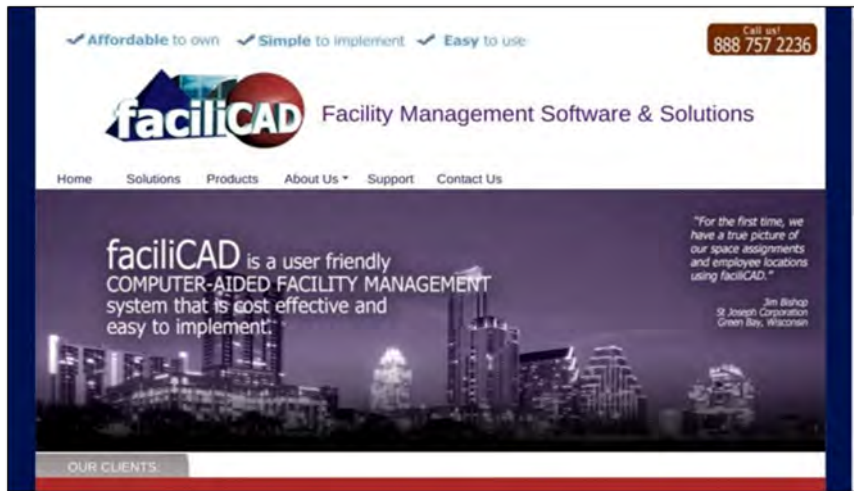 Affordable to own Simple to implement Easy to use
Call us!
888 757 2236
faciliCAD
Facility Management Software & Solutions
Home Solutions Products About Us Support Contact Us
faciliCAD is a user friendly
COMPUTER-AIDED FACILITY MANAGEMENT
system that is cost effective and
easy to implement.
"For the first time, we
have a true picture of
our space assignments
and employee locations
using faciliCAD."
Jim Bishop
St Joseph Corporation
Green Bay, Wisconsin
OUR CLIENTS: